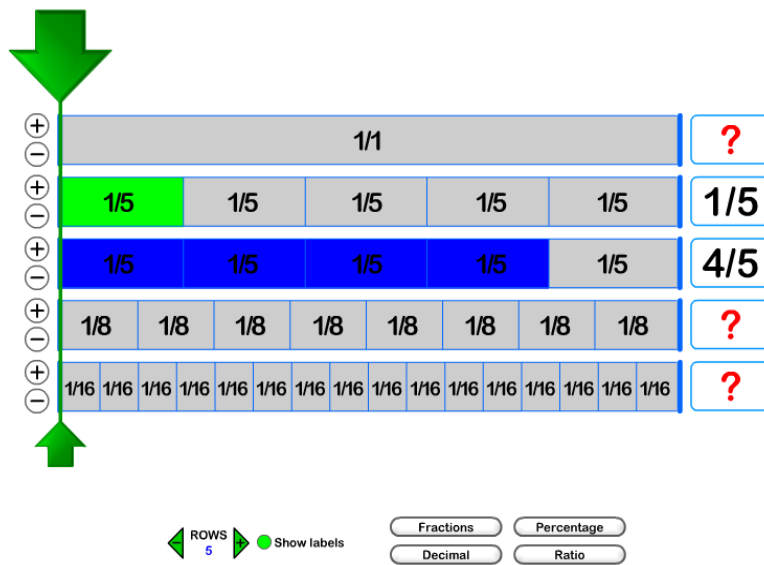 +
−
1/1
?
+
−
1/5 1/5 1/5 1/5 1/5
1/5
+
−
1/5 1/5 1/5 1/5 1/5
4/5
+
−
1/8 1/8 1/8 1/8 1/8 1/8 1/8 1/8
?
+
−
1/16 1/16 1/16 1/16 1/16 1/16 1/16 1/16 1/16 1/16 1/16 1/16 1/16 1/16 1/16 1/16
?
− ROWS +
5
Show labels
Fractions Percentage
Decimal Ratio